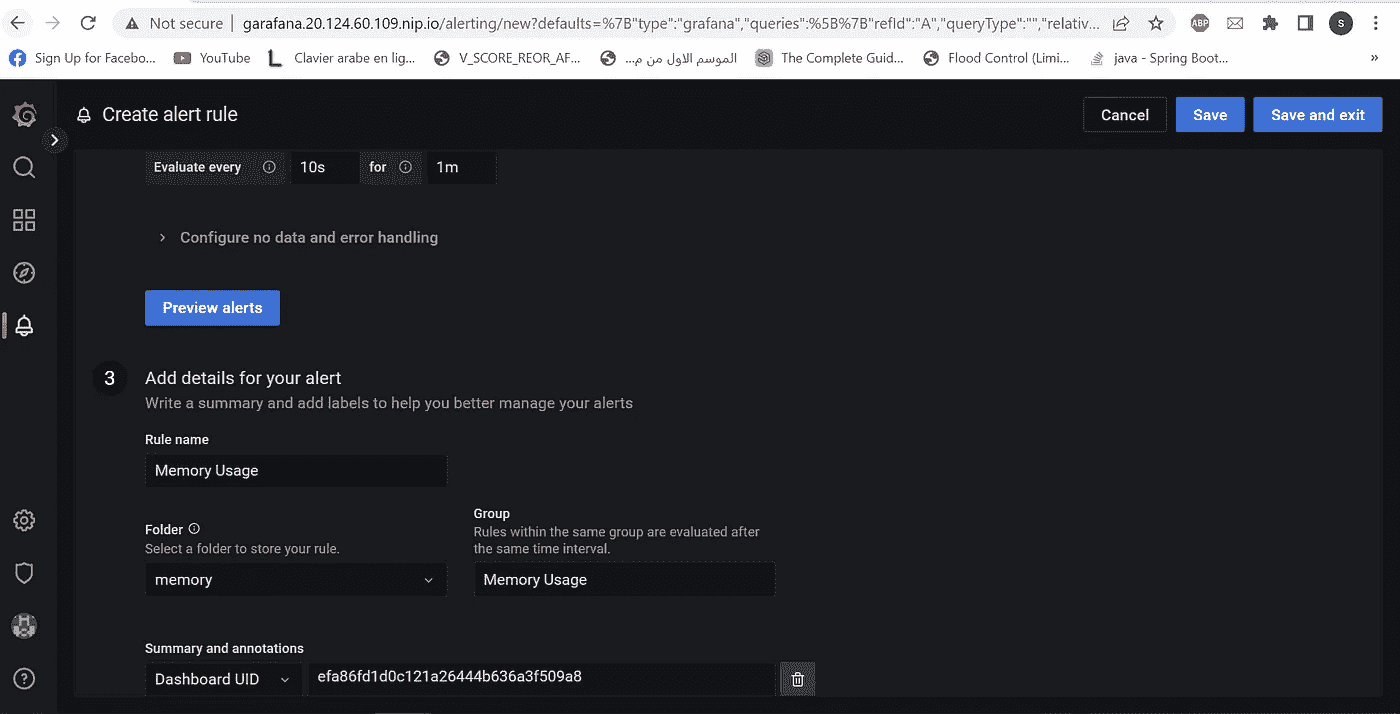 Not secure | garafana.20.124.60.109.nip.io/alerting/new?defaults=%7B"type":"grafana","queries":%5B%7B"refId":"A","queryType":"","relativ...
ABP
S
Sign Up for Facebo...
YouTube
Clavier arabe en lig...
V_SCORE_REOR_AF...
الموسم الاول من م...
The Complete Guid...
Flood Control (Limi...
java - Spring Boot...
»
Create alert rule
Cancel
Save
Save and exit
Evaluate every 10s for 1m
Configure no data and error handling
Preview alerts
3 Add details for your alert
Write a summary and add labels to help you better manage your alerts
Rule name
Memory Usage
Folder
Select a folder to store your rule.
memory
Group
Rules within the same group are evaluated after
the same time interval.
Memory Usage
Summary and annotations
Dashboard UID
efa86fd1d0c121a26444b636a3f509a8